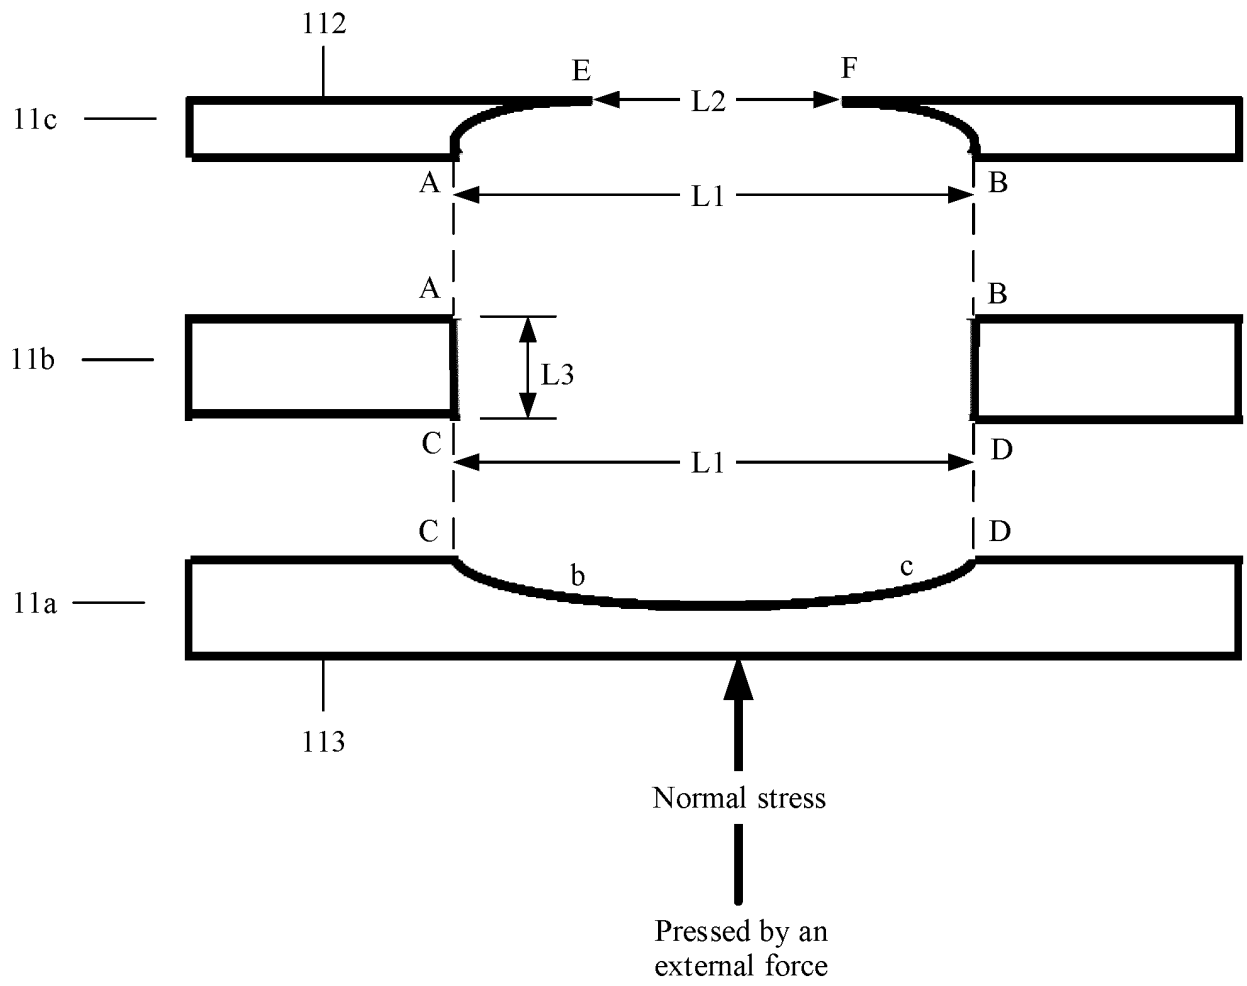 112
E
F
11c
L2
A
L1
B
A
B
11b
L3
C
L1
D
C
D
b
c
11a
113
Normal stress
Pressed by an
external force